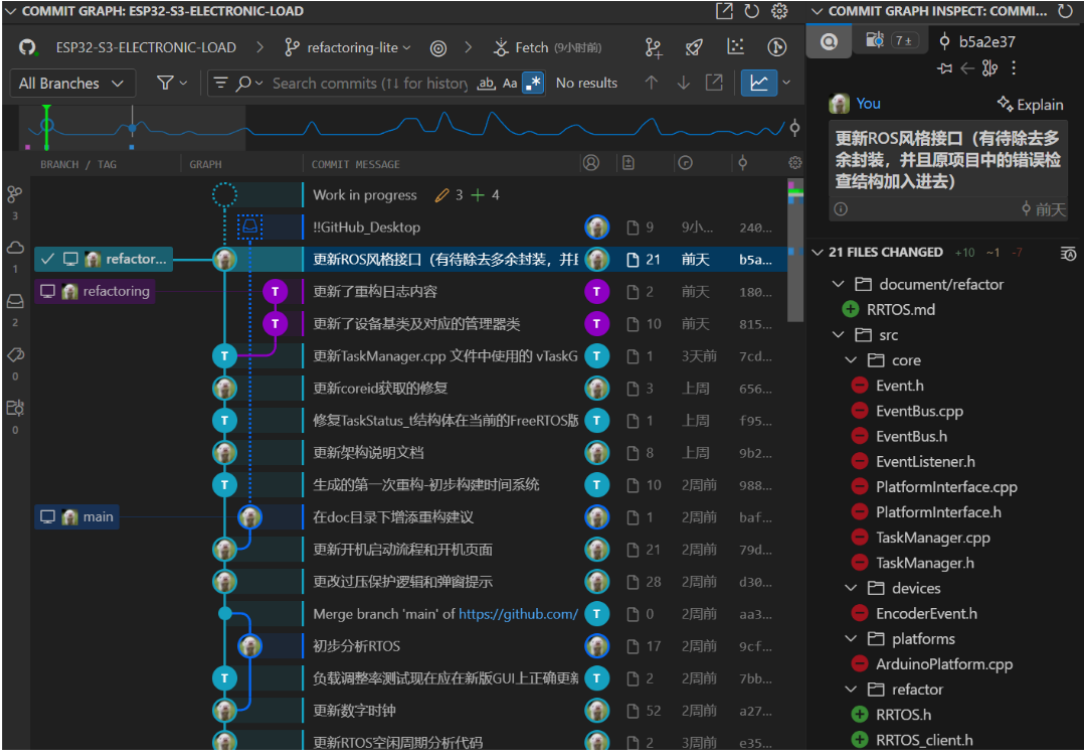 COMMIT GRAPH: ESP32-S3-ELECTRONIC-LOAD
ESP32-S3-ELECTRONIC-LOAD > refactoring-lite > Fetch (9小时前)
All Branches
Search commits (↑↓ for history
ab, Aa .* No results
BRANCH / TAG GRAPH COMMIT MESSAGE
Work in progress 3 + 4
!!GitHub_Desktop 9 9小... 240...
refactor... 更新ROS风格接口（有待除去多余封装，并且 21 前天 b5a...
refactoring T 更新了重构日志内容 T 2 前天 180...
T 更新了设备基类及对应的管理器类 T 10 前天 815...
T 更新TaskManager.cpp 文件中使用的 vTaskG T 1 3天前 7cd...
更新coreid获取的修复 3 上周 656...
T 修复TaskStatus_t结构体在当前的FreeRTOS版 T 1 上周 f95...
更新架构说明文档 8 上周 9b2...
T 生成的第一次重构-初步构建时间系统 T 10 2周前 988...
main 在doc目录下增添重构建议 1 2周前 baf...
更新开机启动流程和开机页面 21 2周前 79d...
更改过压保护逻辑和弹窗提示 28 2周前 d30...
Merge branch 'main' of https://github.com/ T 0 2周前 aa3...
初步分析RTOS 17 2周前 9cf...
T 负载调整率测试现在应在新版GUI上正确更新 T 2 2周前 7bb...
更新数字时钟 52 2周前 a27...
更新RTOS空闲周期分析代码 2 3周前 e35...
3
1
2
0
0
COMMIT GRAPH INSPECT: COMMI...
7± b5a2e37
You Explain
更新ROS风格接口（有待除去多
余封装，并且原项目中的错误检
查结构加入进去）
前天
21 FILES CHANGED +10 ~1 -7
document/refactor
RRTOS.md
src
core
Event.h
EventBus.cpp
EventBus.h
EventListener.h
PlatformInterface.cpp
PlatformInterface.h
TaskManager.cpp
TaskManager.h
devices
EncoderEvent.h
platforms
ArduinoPlatform.cpp
refactor
RRTOS.h
RRTOS_client.h